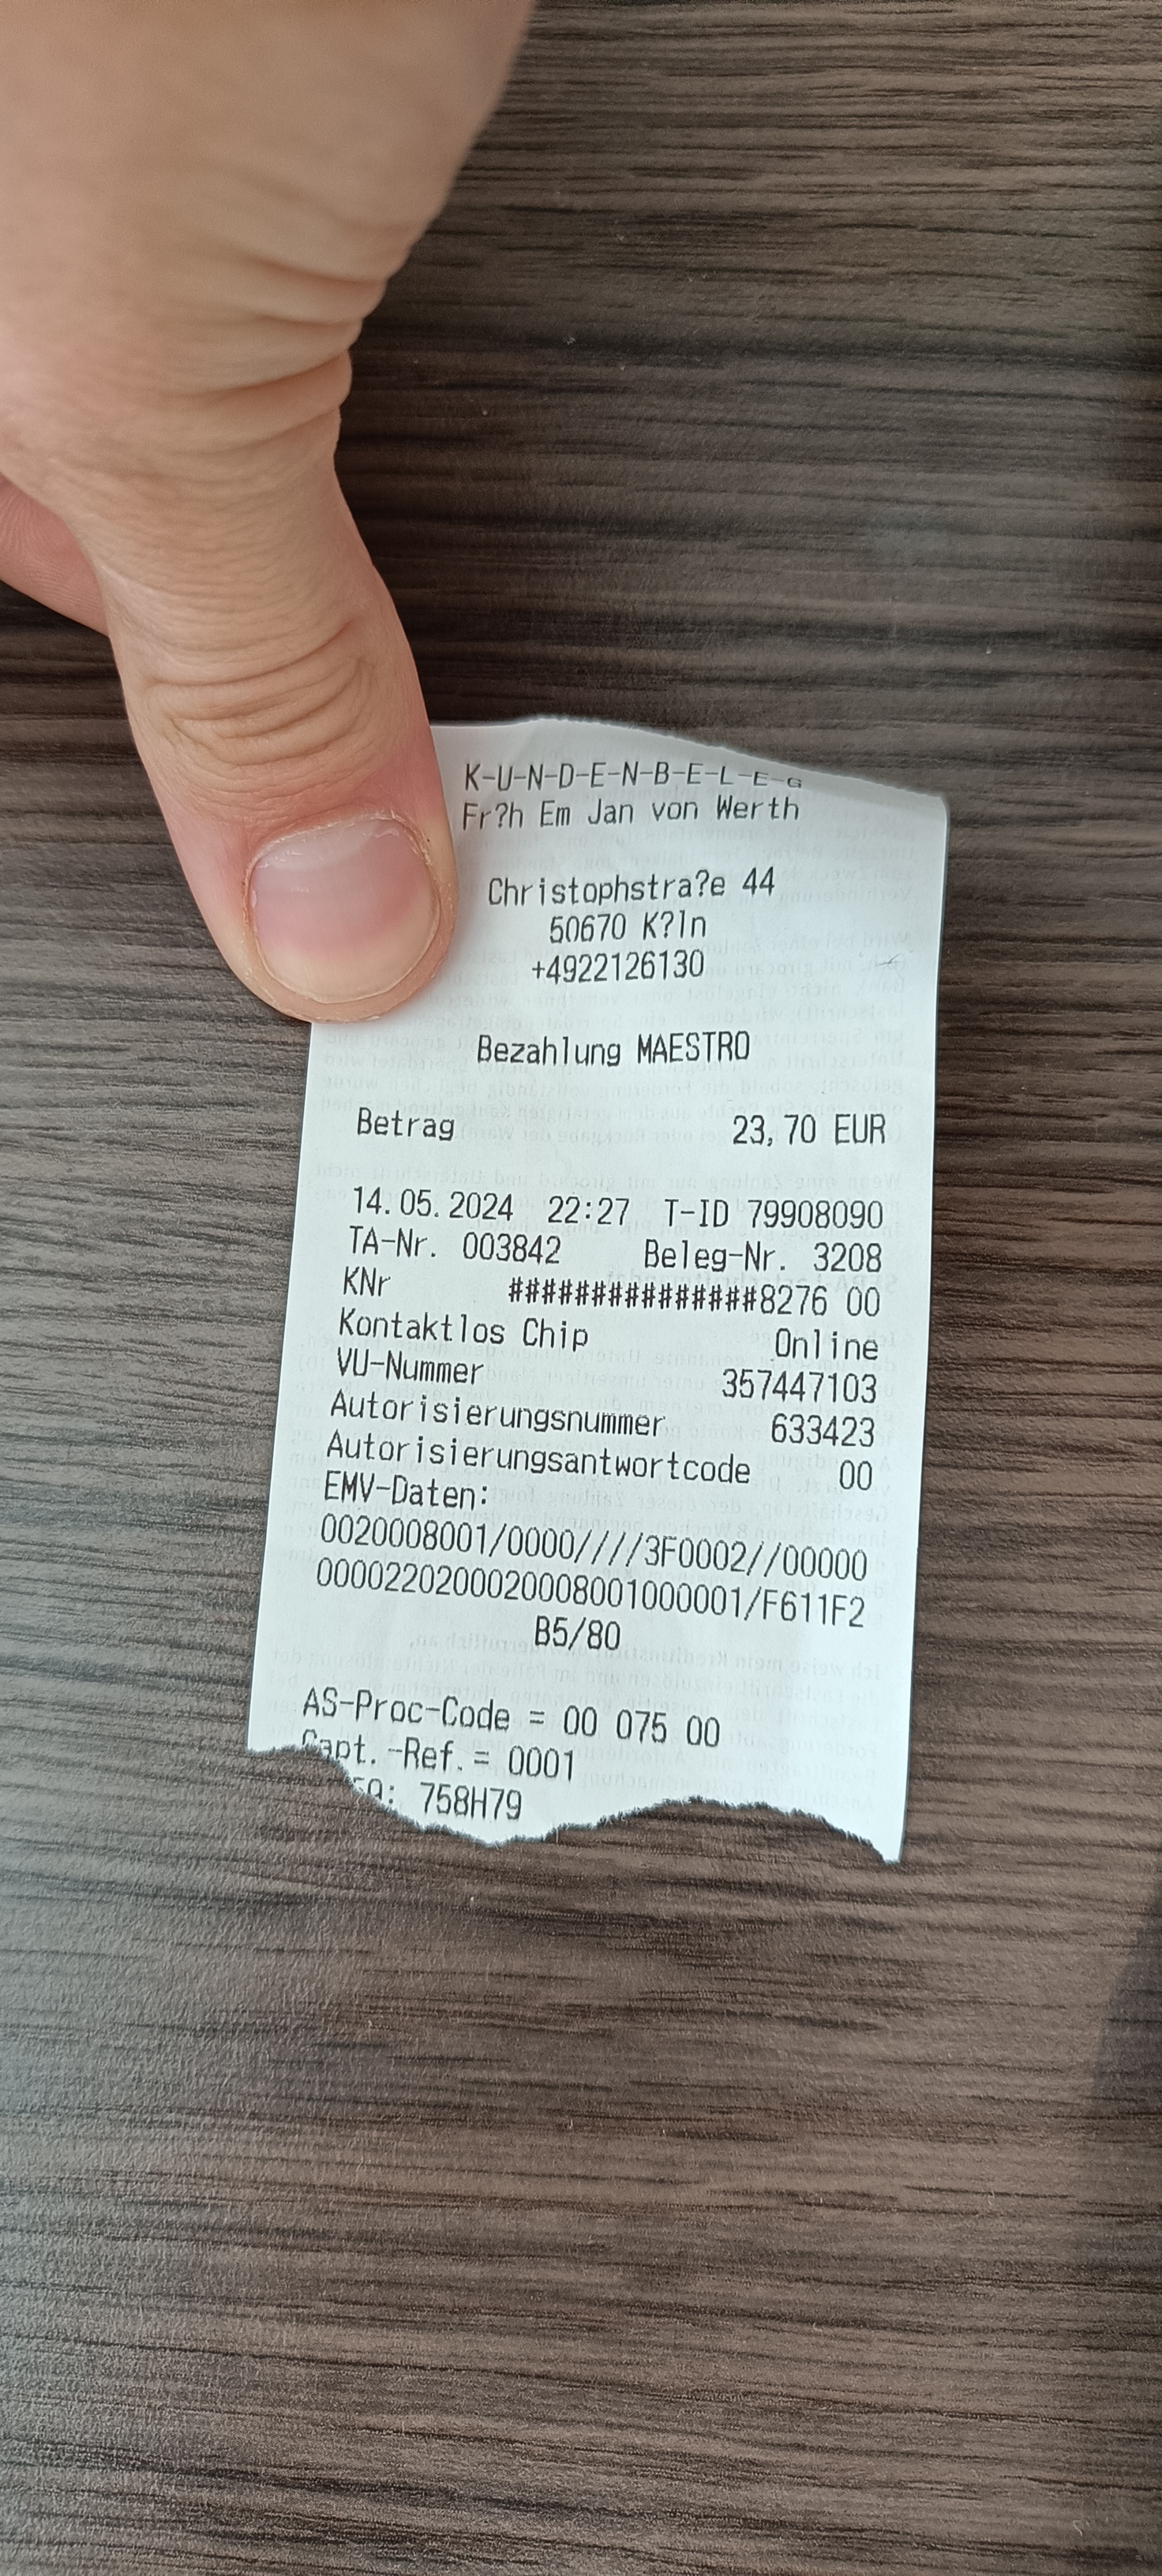 K-U-N-D-E-N-B-E-L-E-G
Fr?h Em Jan von Werth
Christophstra?e 44
50670 K?ln
+4922126130
Bezahlung MAESTRO
Betrag 23,70 EUR
14.05.2024 22:27 T-ID 79908090
TA-Nr. 003842 Beleg-Nr. 3208
KNr ###############8276 00
Kontaktlos Chip Online
VU-Nummer 357447103
Autorisierungsnummer 633423
Autorisierungsantwortcode 00
EMV-Daten:
0020008001/0000////3F0002//00000
0000220200020008001000001/F611F2
B5/80
AS-Proc-Code = 00 075 00
Capt.-Ref.= 0001
758H79